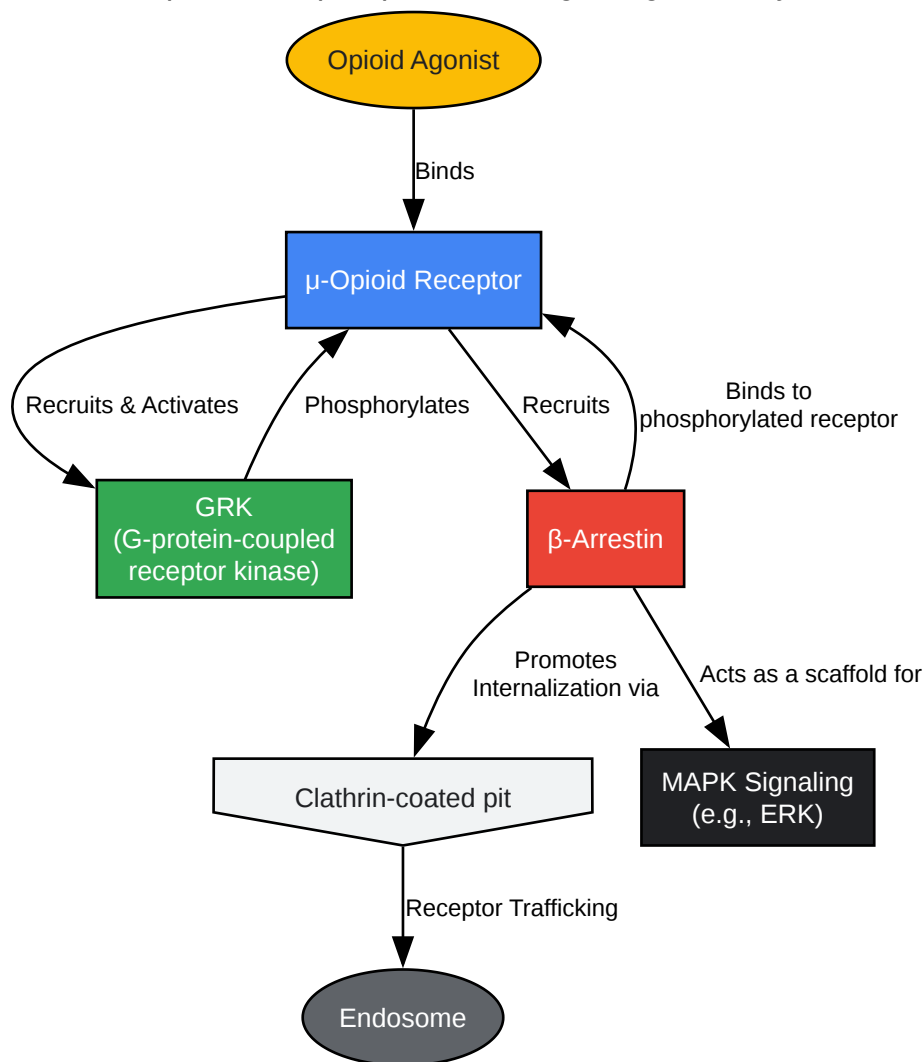 Opioid Agonist
Binds
μ-Opioid Receptor
Recruits & Activates
Phosphorylates
Recruits
Binds to
phosphorylated receptor
GRK
(G-protein-coupled
receptor kinase)
β-Arrestin
Promotes
Internalization via
Acts as a scaffold for
Clathrin-coated pit
MAPK Signaling
(e.g., ERK)
Receptor Trafficking
Endosome